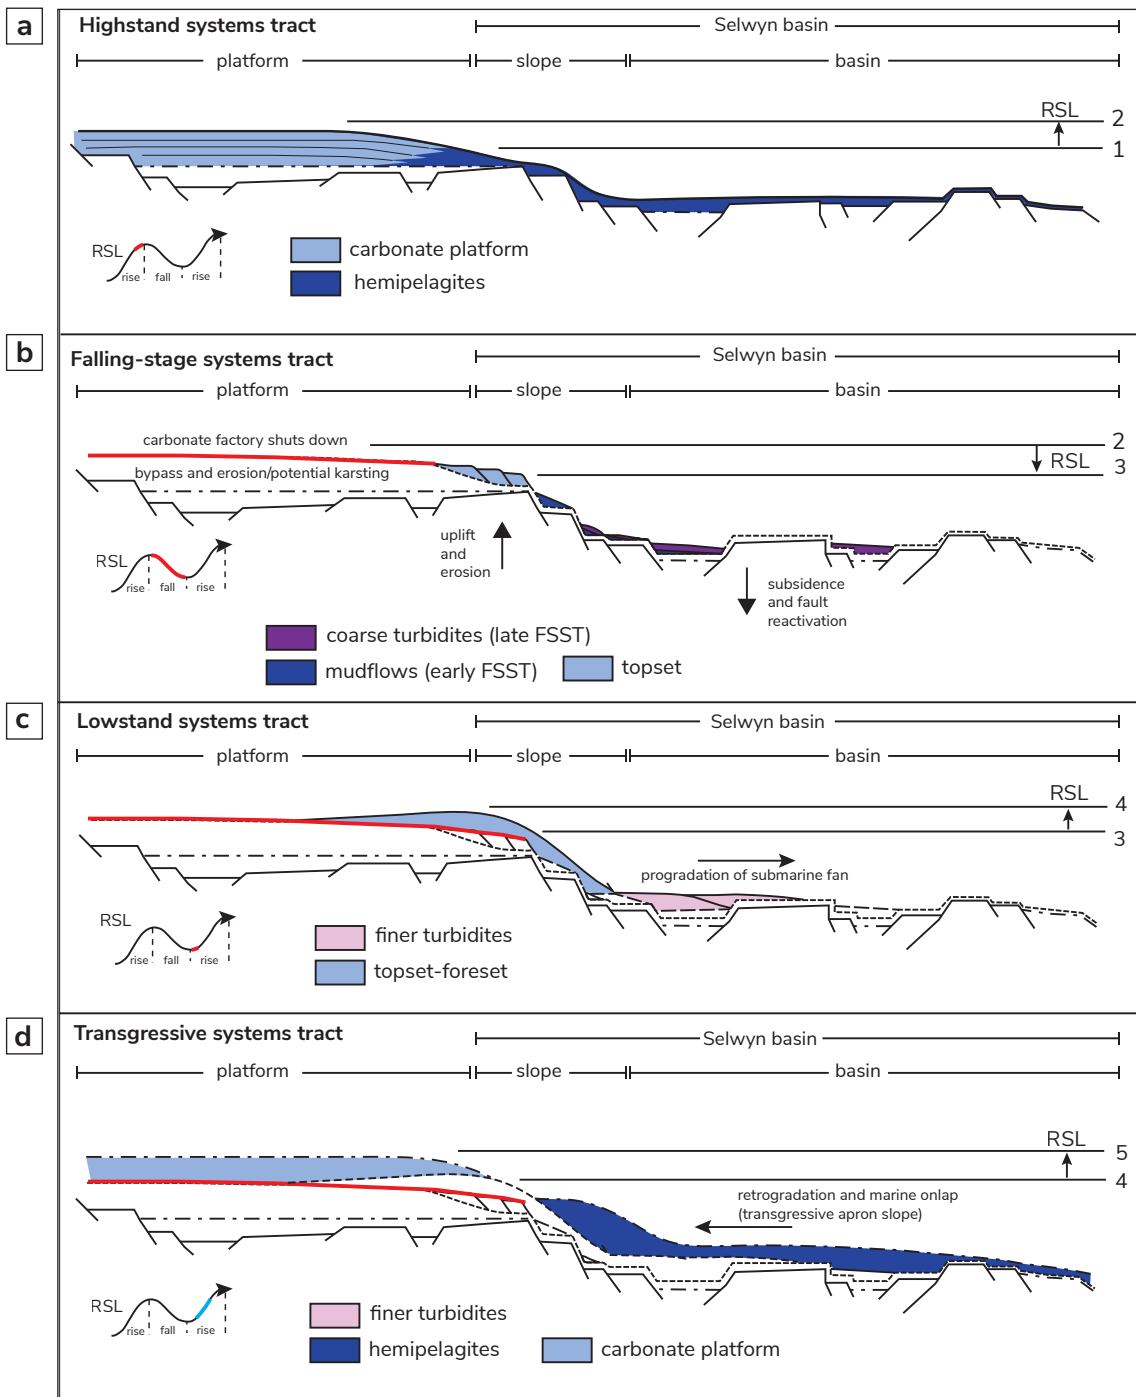 a
Highstand systems tract
Selwyn basin
platform
slope
basin
RSL
2
1
RSL
rise
fall
rise
carbonate platform
hemipelagites
b
Falling-stage systems tract
Selwyn basin
platform
slope
basin
carbonate factory shuts down
bypass and erosion/potential karsting
2
RSL
3
RSL
rise
fall
rise
uplift
and
erosion
subsidence
and fault
reactivation
coarse turbidites (late FSST)
mudflows (early FSST)
topset
c
Lowstand systems tract
Selwyn basin
platform
slope
basin
RSL
4
3
progradation of submarine fan
RSL
rise
fall
rise
finer turbidites
topset-foreset
d
Transgressive systems tract
Selwyn basin
platform
slope
basin
RSL
5
4
retrogradation and marine onlap
(transgressive apron slope)
RSL
rise
fall
rise
finer turbidites
hemipelagites
carbonate platform